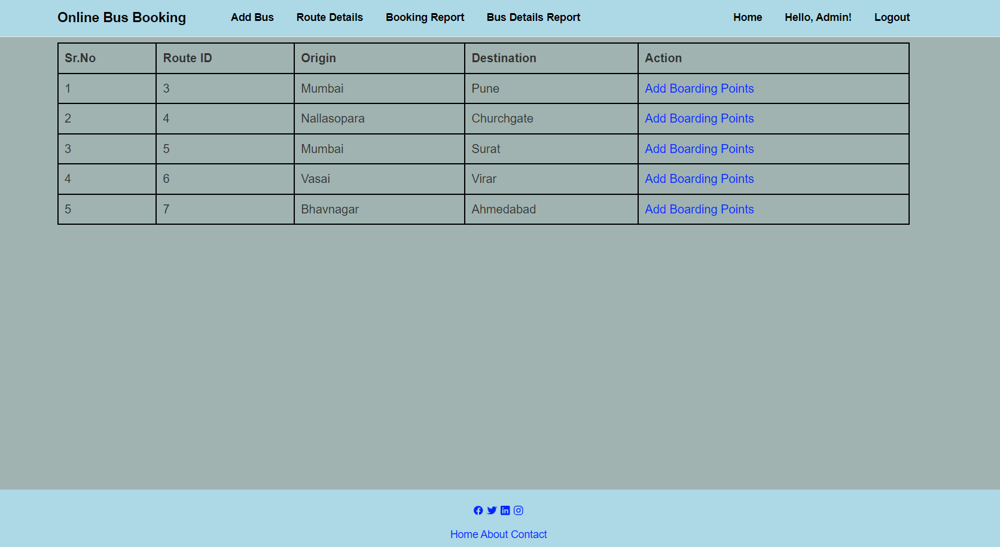 Online Bus Booking Add Bus Route Details Booking Report Bus Details Report Home Hello, Admin! Logout
Sr.No Route ID Origin Destination Action
1 3 Mumbai Pune Add Boarding Points
2 4 Nallasopara Churchgate Add Boarding Points
3 5 Mumbai Surat Add Boarding Points
4 6 Vasai Virar Add Boarding Points
5 7 Bhavnagar Ahmedabad Add Boarding Points
Home About Contact